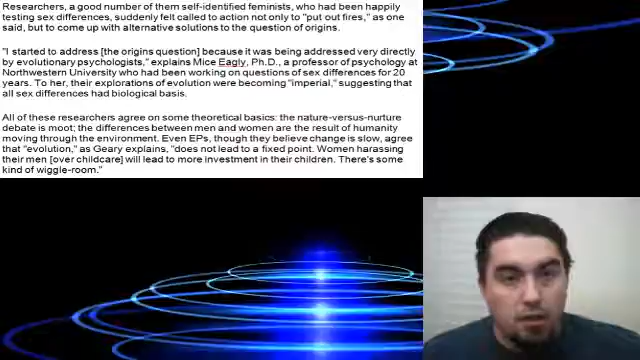 Researchers, a good number of them self-identified feminists, who had been happily
testing sex differences, suddenly felt called to action not only to "put out fires," as one
said, but to come up with alternative solutions to the question of origins.
"I started to address [the origins question] because it was being addressed very directly
by evolutionary psychologists," explains Mice Eagly, Ph.D., a professor of psychology at
Northwestern University who had been working on questions of sex differences for 20
years. To her, their explorations of evolution were becoming "imperial," suggesting that
all sex differences had biological basis.
All of these researchers agree on some theoretical basics: the nature-versus-nurture
debate is moot; the differences between men and women are the result of humanity
moving through the environment. Even EPs, though they believe change is slow, agree
that "evolution," as Geary explains, "does not lead to a fixed point. Women harassing
their men [over childcare] will lead to more investment in their children. There's some
kind of wiggle-room."